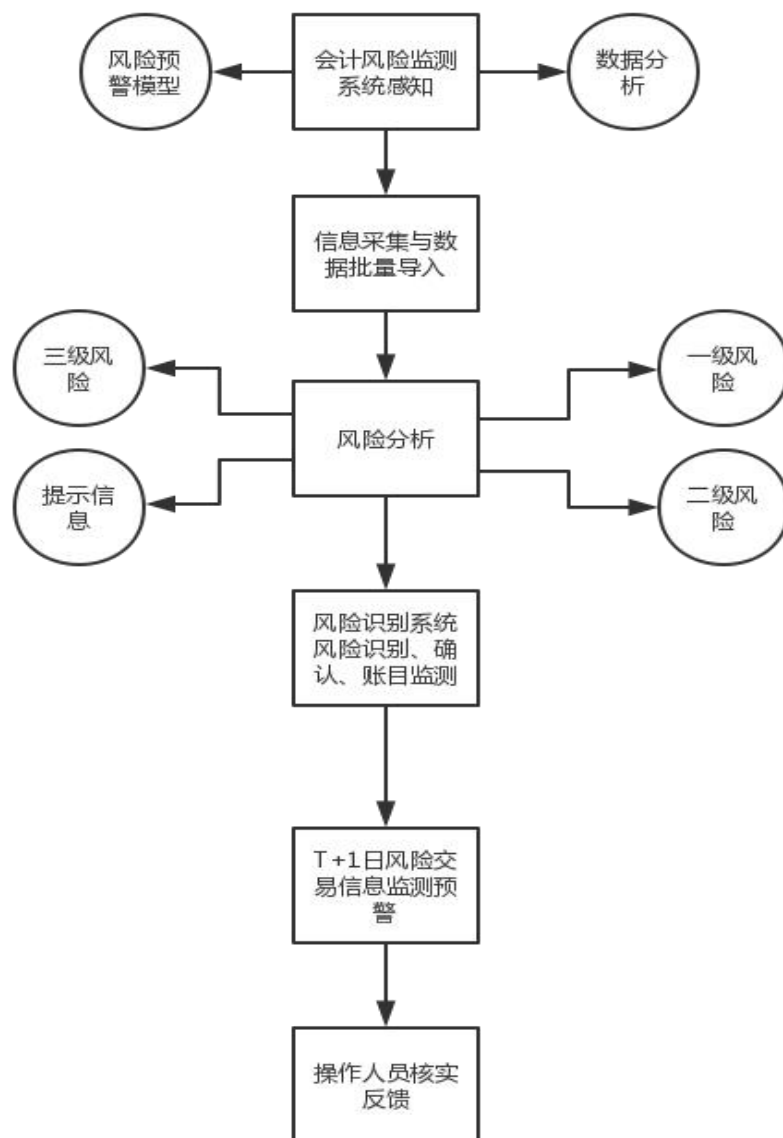 风险预
警模型
会计风险监测
系统感知
数据分
析
信息采集与数
据批量导入
三级风
险
一级风
险
风险分析
提示信
息
二级风
险
风险识别系统
风险识别、确
认、账目监测
T+1日风险交
易信息监测预
警
操作人员核实
反馈